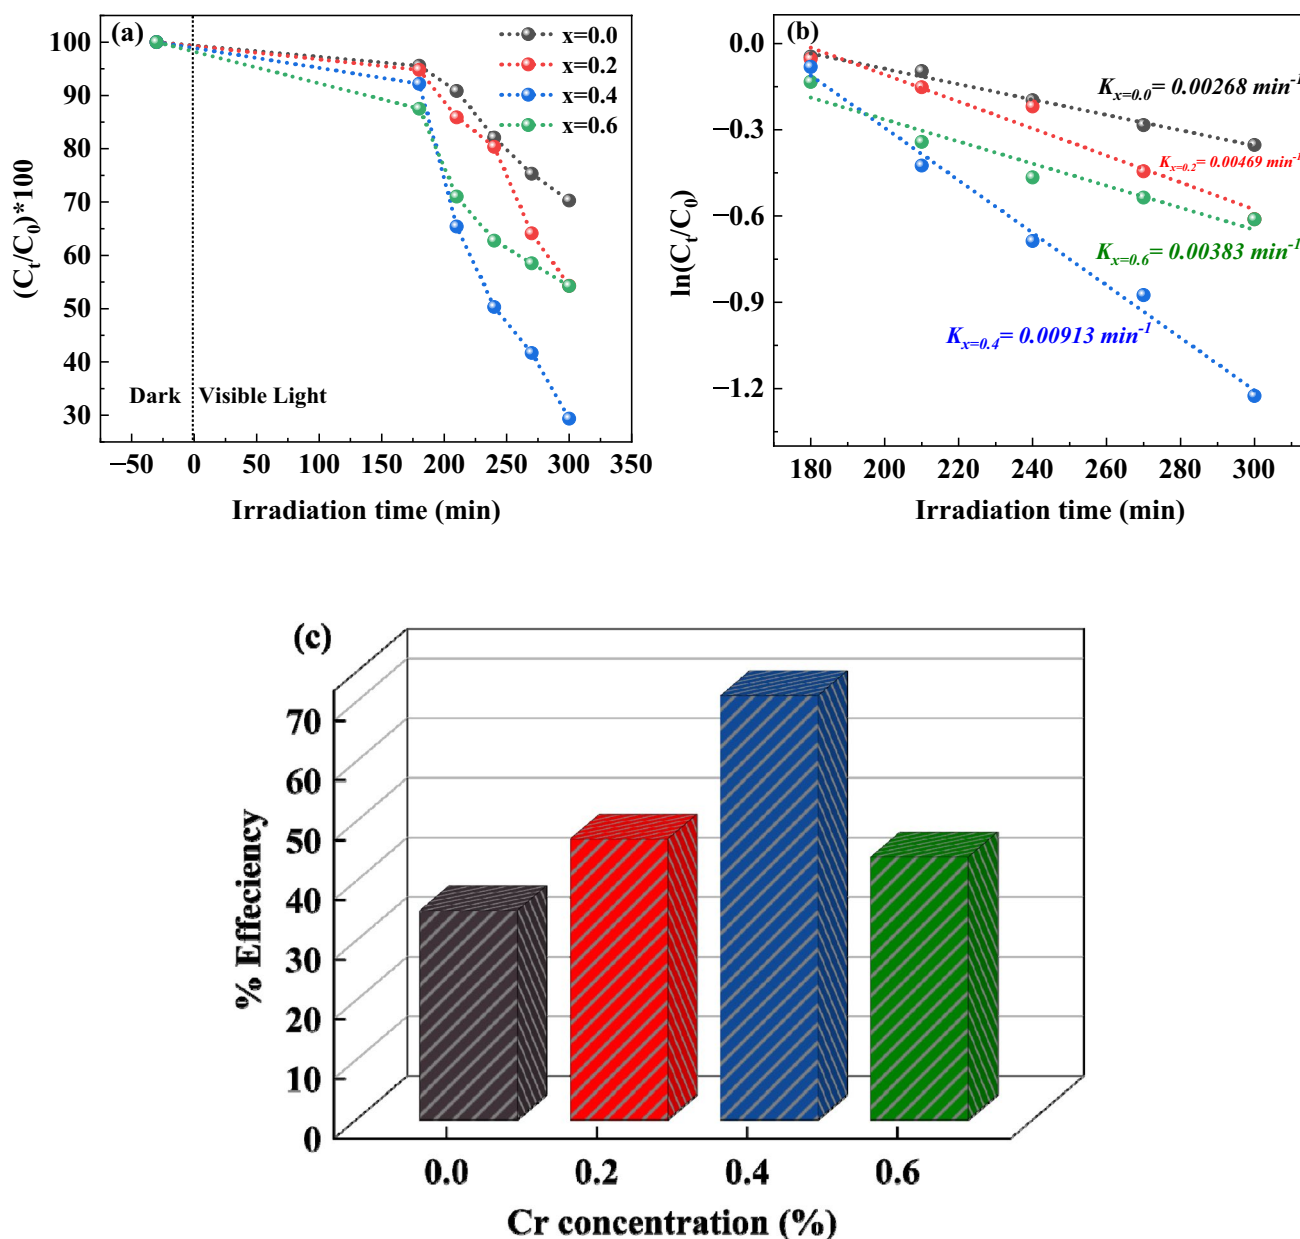 (a)
x=0.0
x=0.2
x=0.4
x=0.6
100
90
80
70
60
50
40
30
(Cₜ/C₀)*100
Dark
Visible Light
−50 0 50 100 150 200 250 300 350
Irradiation time (min)
(b)
0.0
−0.3
−0.6
−0.9
−1.2
ln(Cₜ/C₀)
Kₓ₌₀.₀= 0.00268 min⁻¹
Kₓ₌₀.₂= 0.00469 min⁻¹
Kₓ₌₀.₆= 0.00383 min⁻¹
Kₓ₌₀.₄= 0.00913 min⁻¹
180 200 220 240 260 280 300
Irradiation time (min)
(c)
70
60
50
40
30
20
10
0
% Effeciency
0.0 0.2 0.4 0.6
Cr concentration (%)